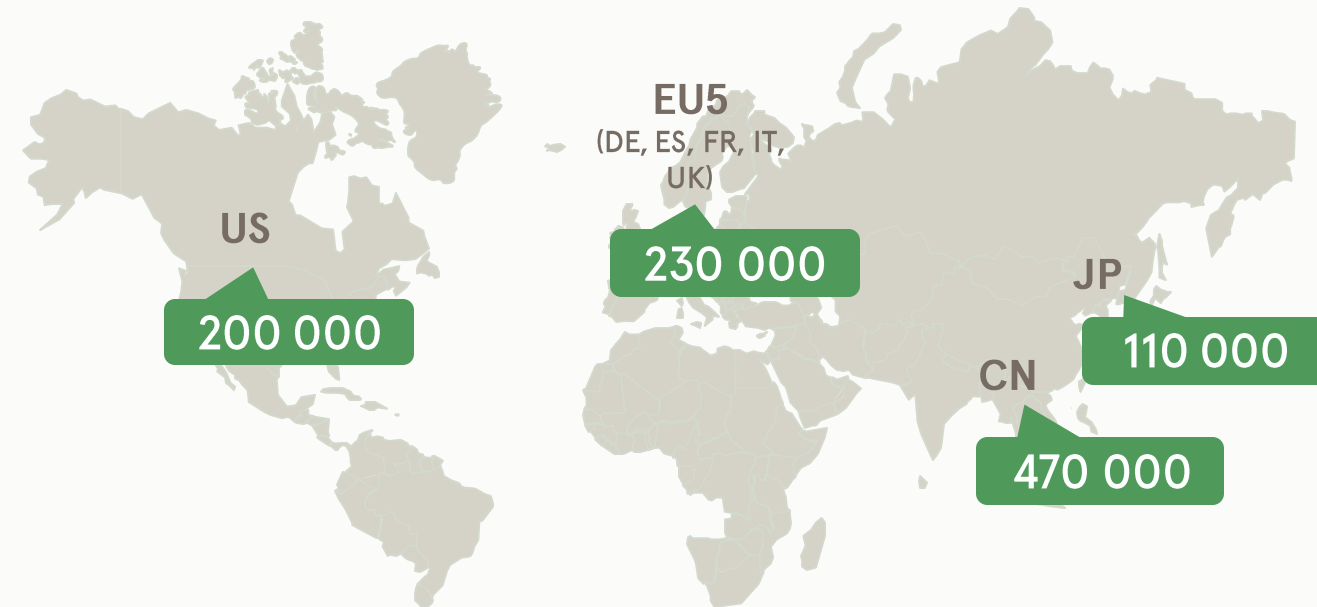 EU5
(DE, ES, FR, IT,
UK)
230 000
US
200 000
JP
110 000
CN
470 000